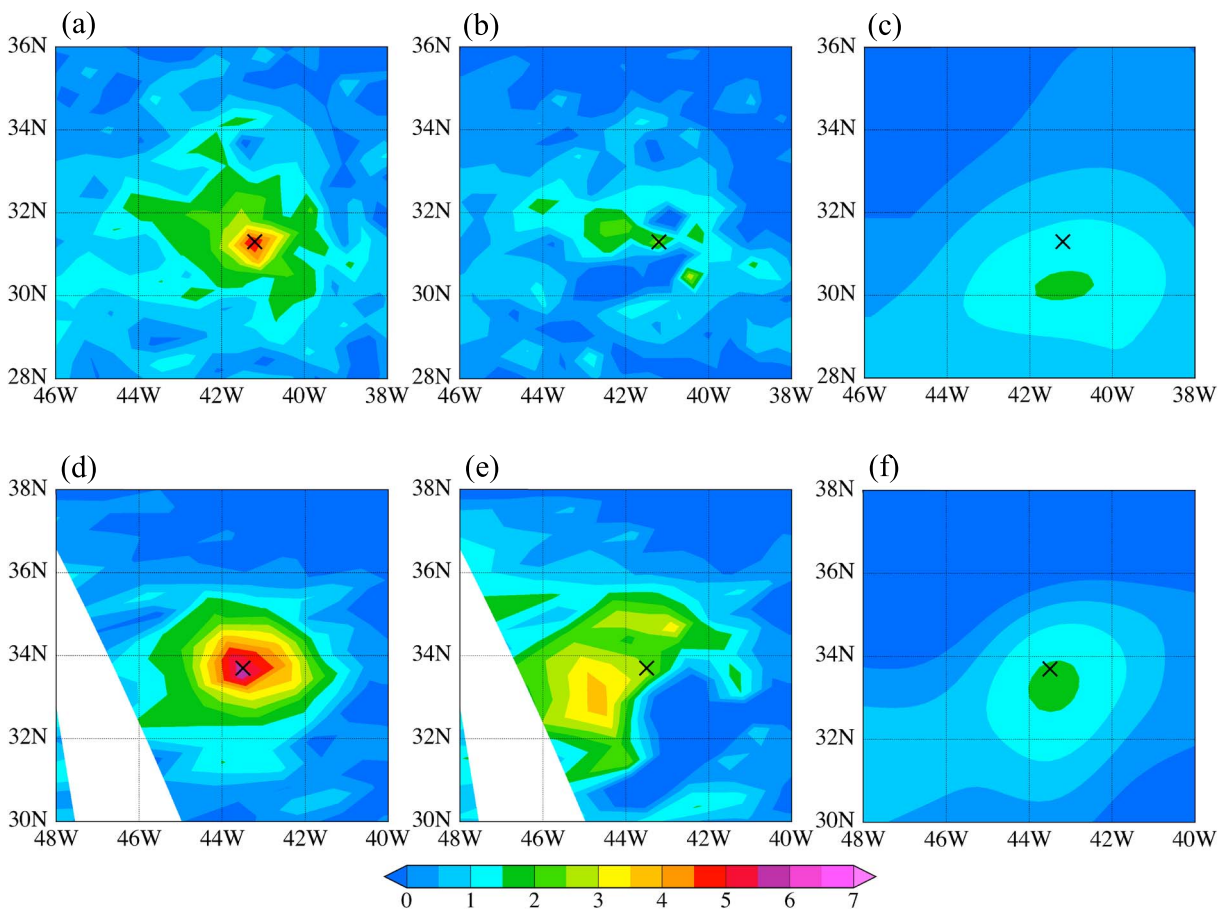 (a) (b) (c)
36N 36N 36N
34N 34N 34N
32N 32N 32N
30N 30N 30N
28N 28N 28N
46W 44W 42W 40W 38W 46W 44W 42W 40W 38W 46W 44W 42W 40W 38W
(d) (e) (f)
38N 38N 38N
36N 36N 36N
34N 34N 34N
32N 32N 32N
30N 30N 30N
48W 46W 44W 42W 40W 48W 46W 44W 42W 40W 48W 46W 44W 42W 40W
0 1 2 3 4 5 6 7